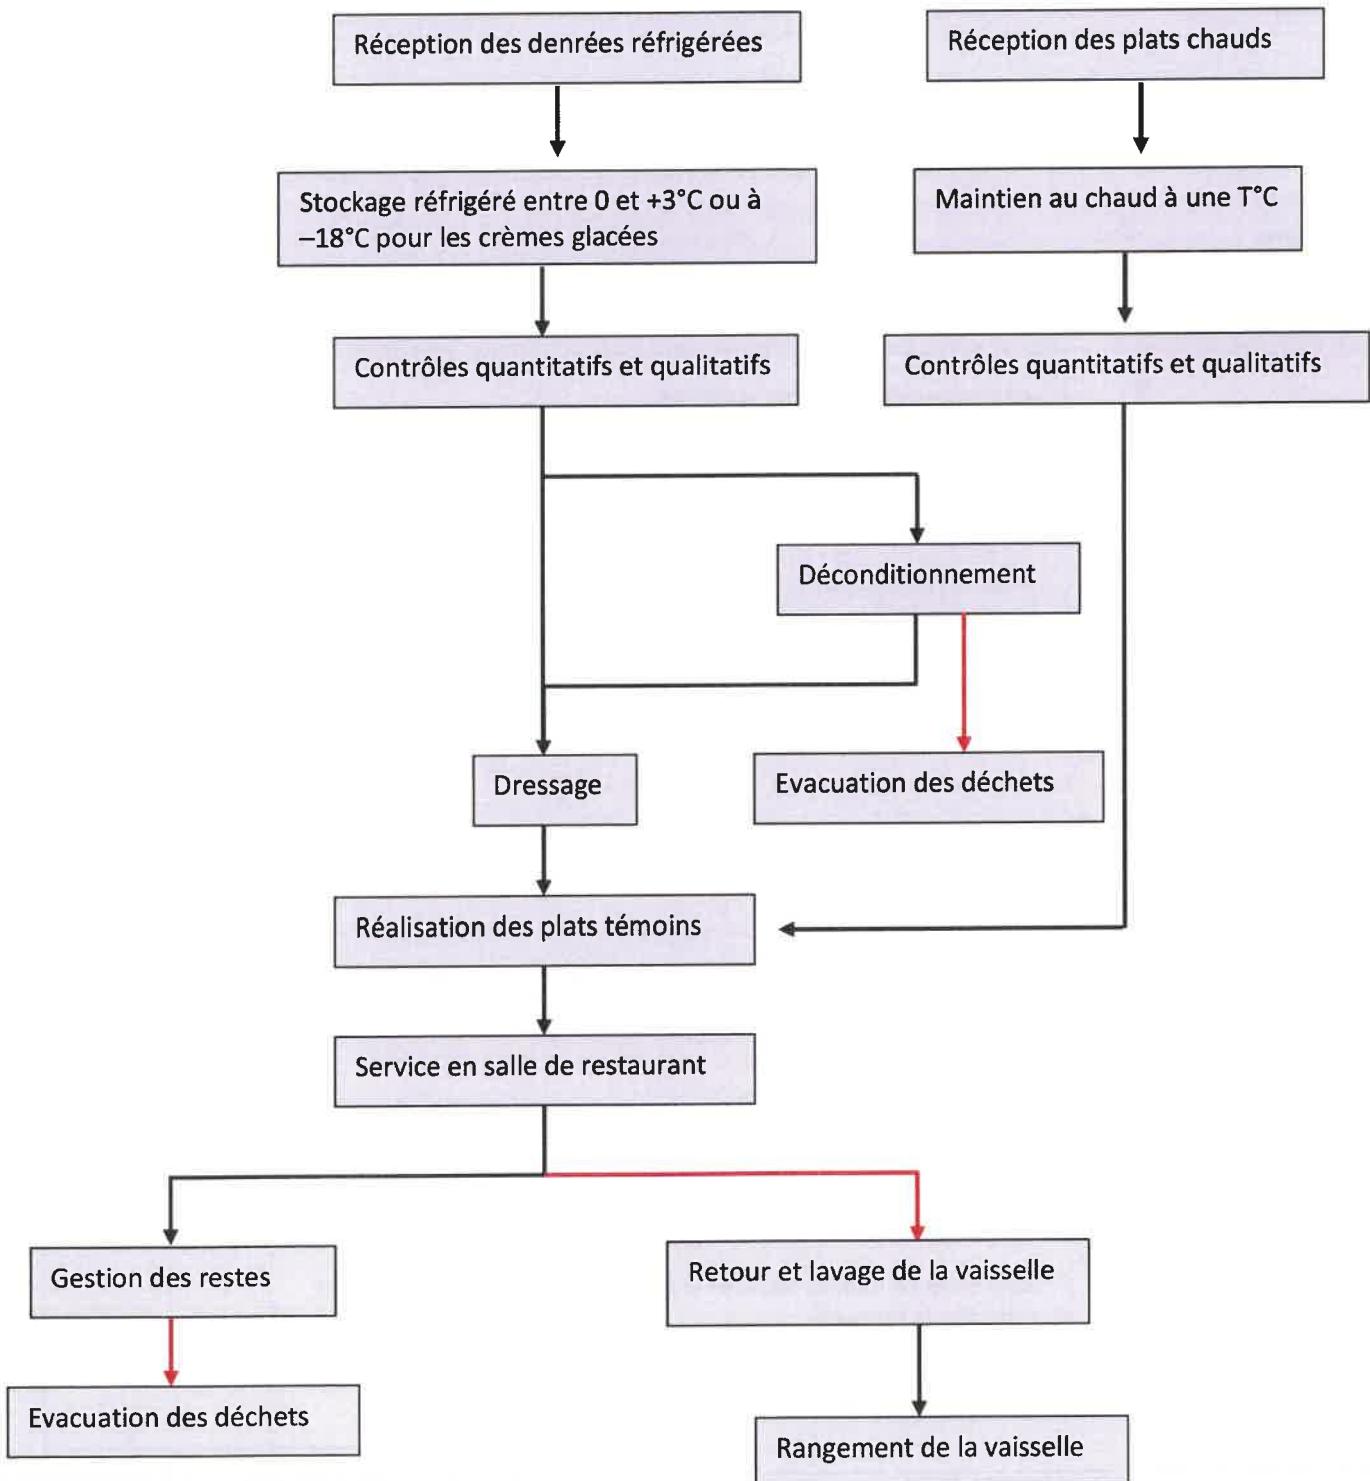 Réception des denrées réfrigérées
Réception des plats chauds
Stockage réfrigéré entre 0 et +3°C ou à
–18°C pour les crèmes glacées
Maintien au chaud à une T°C
Contrôles quantitatifs et qualitatifs
Contrôles quantitatifs et qualitatifs
Déconditionnement
Dressage
Evacuation des déchets
Réalisation des plats témoins
Service en salle de restaurant
Gestion des restes
Retour et lavage de la vaisselle
Evacuation des déchets
Rangement de la vaisselle